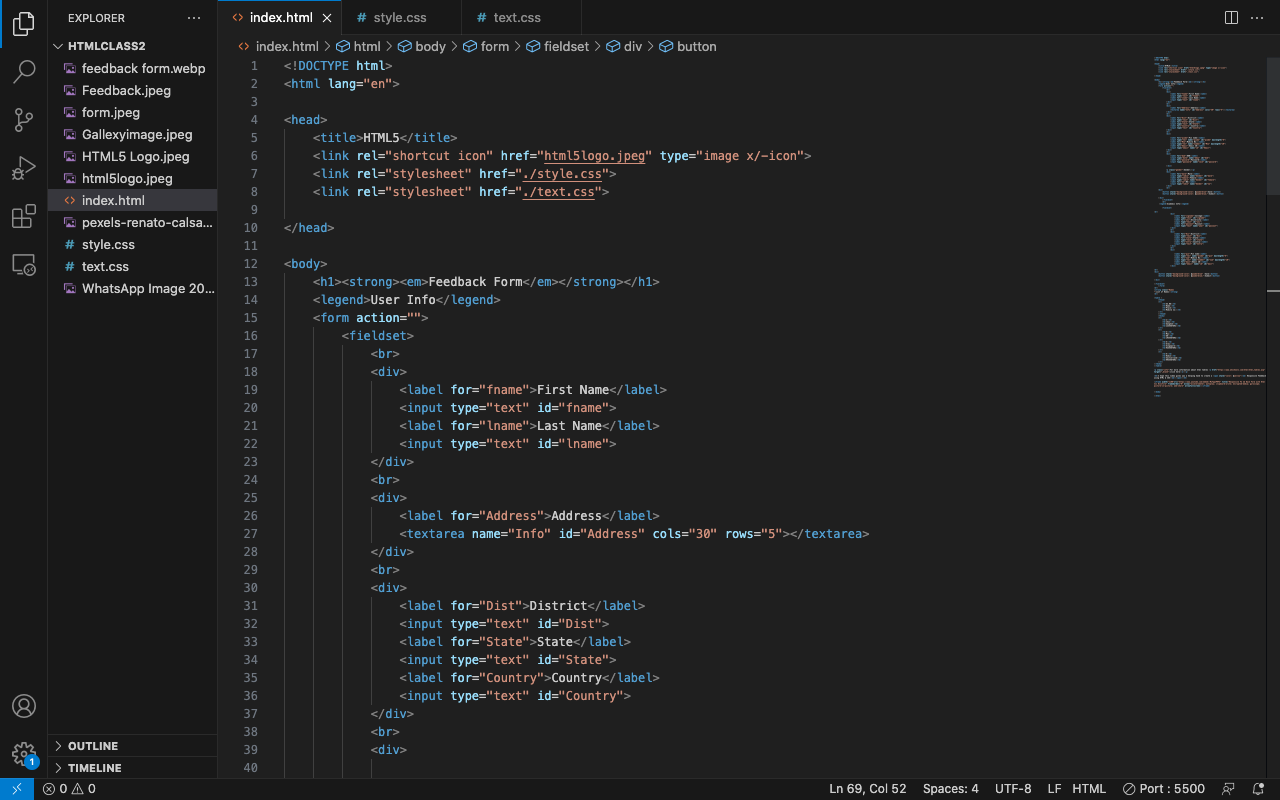 EXPLORER
HTMLCLASS2
feedback form.webp
Feedback.jpeg
form.jpeg
Gallexyimage.jpeg
HTML5 Logo.jpeg
html5logo.jpeg
index.html
pexels-renato-calsa...
style.css
text.css
WhatsApp Image 20...
OUTLINE
TIMELINE
<> index.html × # style.css # text.css
<> index.html > html > body > form > fieldset > div > button
1 <!DOCTYPE html>
2 <html lang="en">
3
4 <head>
5 <title>HTML5</title>
6 <link rel="shortcut icon" href="html5logo.jpeg" type="image x/-icon">
7 <link rel="stylesheet" href="./style.css">
8 <link rel="stylesheet" href="./text.css">
9
10 </head>
11
12 <body>
13 <h1><strong><em>Feedback Form</em></strong></h1>
14 <legend>User Info</legend>
15 <form action="">
16 <fieldset>
17 <br>
18 <div>
19 <label for="fname">First Name</label>
20 <input type="text" id="fname">
21 <label for="lname">Last Name</label>
22 <input type="text" id="lname">
23 </div>
24 <br>
25 <div>
26 <label for="Address">Address</label>
27 <textarea name="Info" id="Address" cols="30" rows="5"></textarea>
28 </div>
29 <br>
30 <div>
31 <label for="Dist">District</label>
32 <input type="text" id="Dist">
33 <label for="State">State</label>
34 <input type="text" id="State">
35 <label for="Country">Country</label>
36 <input type="text" id="Country">
37 </div>
38 <br>
39 <div>
40
1
0 0 Ln 69, Col 52 Spaces: 4 UTF-8 LF HTML Port : 5500